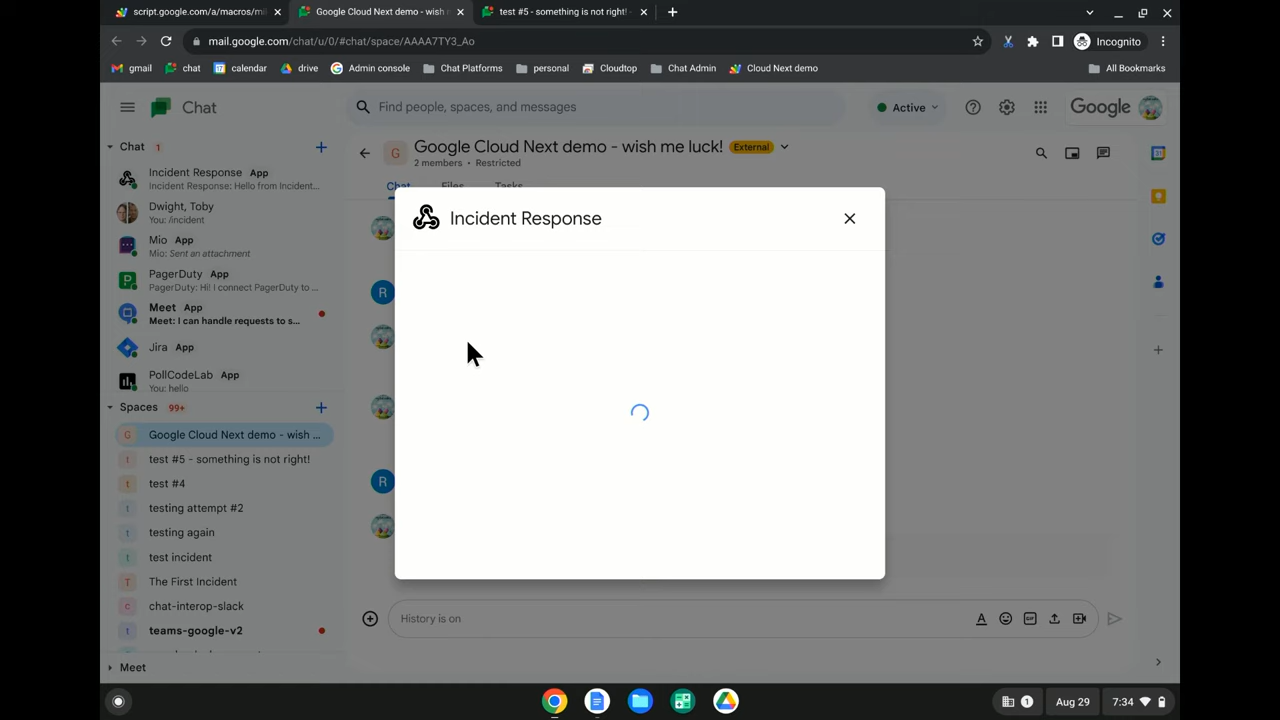 script.google.com/a/macros/mi
Google Cloud Next demo - wish
test #5 - something is not right! -
mail.google.com/chat/u/0/#chat/space/AAAA7TY3_Ao
Incognito
gmail
chat
calendar
drive
Admin console
Chat Platforms
personal
Cloudtop
Chat Admin
Cloud Next demo
All Bookmarks
Chat
Find people, spaces, and messages
Active
Google
Chat 1
Google Cloud Next demo - wish me luck! External
2 members • Restricted
Chat Files Tasks
Incident Response App
Incident Response: Hello from Incident...
Dwight, Toby
You: /incident
Mio App
Mio: Sent an attachment
PagerDuty App
PagerDuty: Hi! I connect PagerDuty to ...
Meet App
Meet: I can handle requests to s...
Jira App
PollCodeLab App
You: hello
Spaces 99+
G Google Cloud Next demo - wish ...
t test #5 - something is not right!
t test #4
t testing attempt #2
t testing again
t test incident
T The First Incident
c chat-interop-slack
t teams-google-v2
Meet
G
R
R
Incident Response
History is on
A
GIF
1
Aug 29
7:34